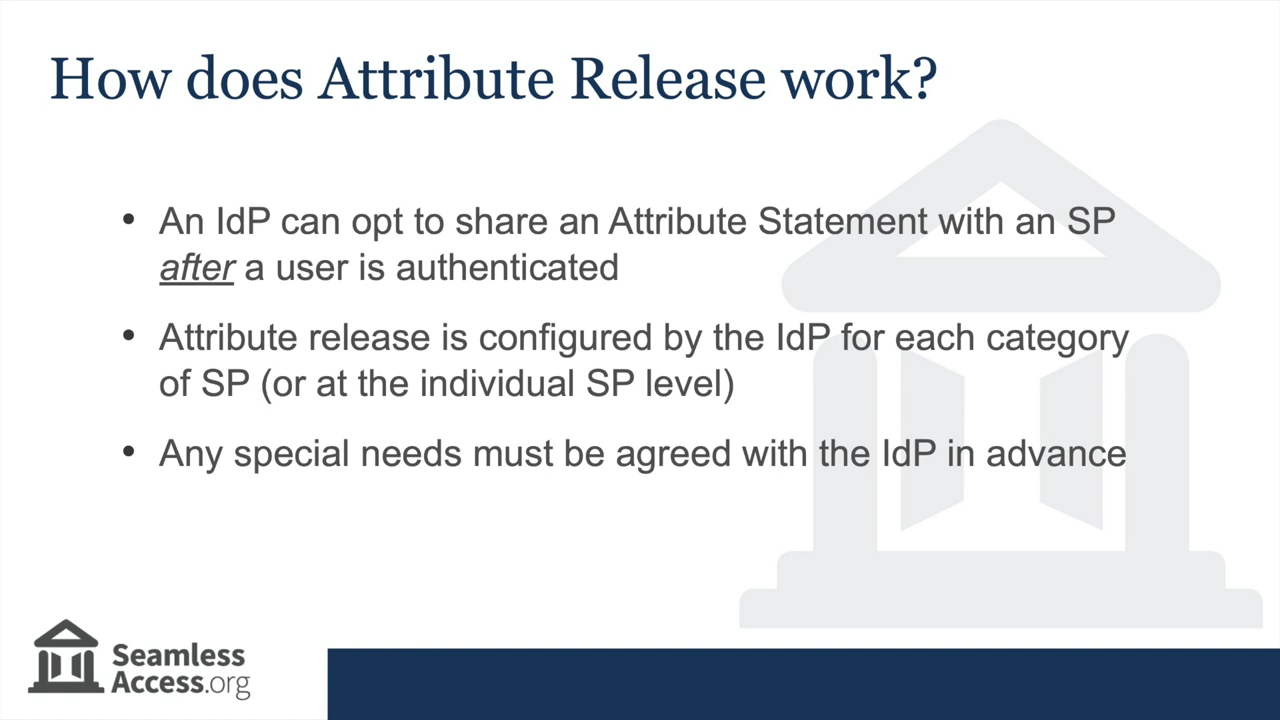 How does Attribute Release work?
• An IdP can opt to share an Attribute Statement with an SP
after a user is authenticated
• Attribute release is configured by the IdP for each category
of SP (or at the individual SP level)
• Any special needs must be agreed with the IdP in advance
Seamless
Access.org